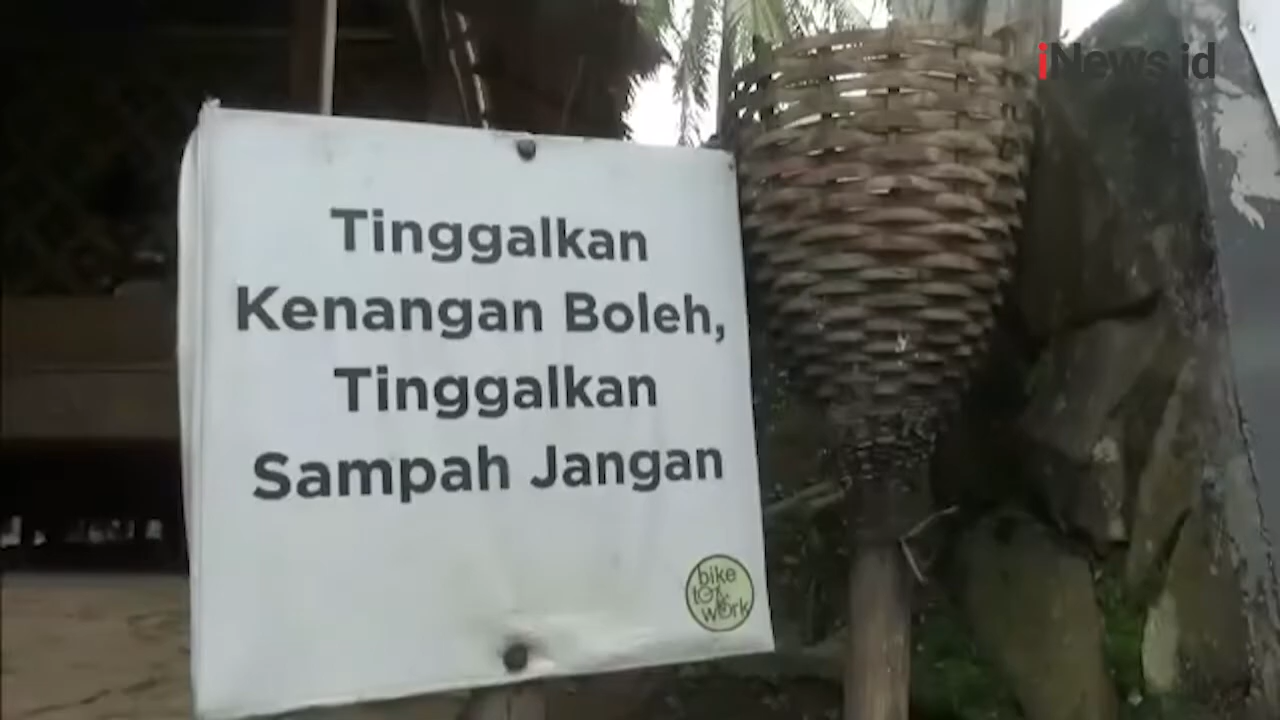 iNews.id
Tinggalkan
Kenangan Boleh,
Tinggalkan
Sampah Jangan
bike
to
work